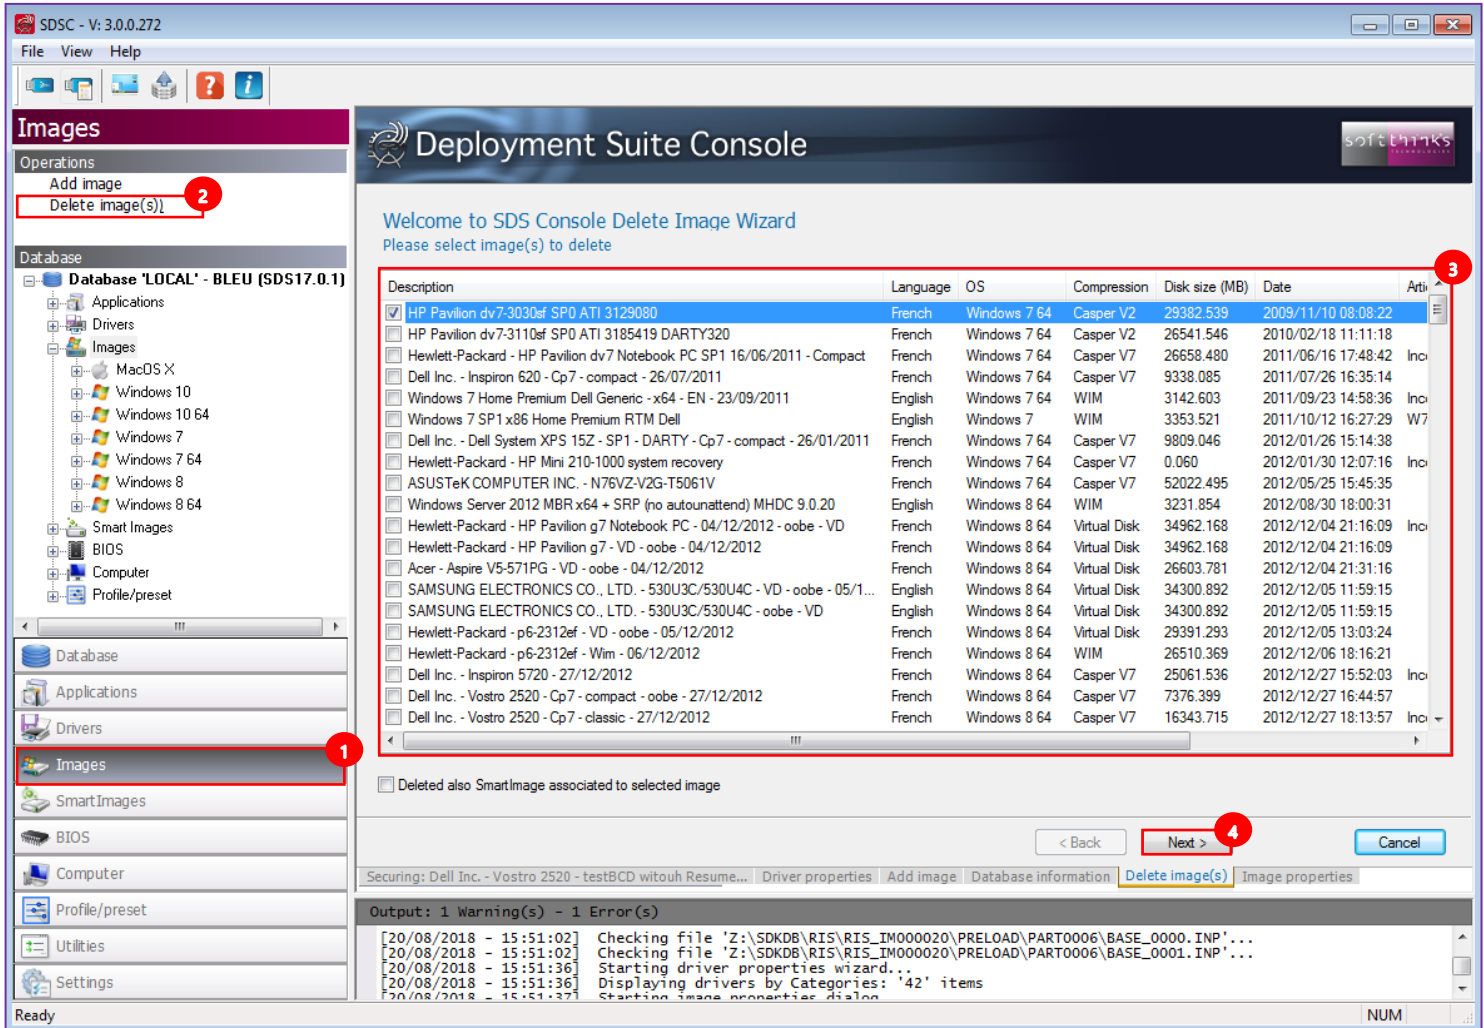 SDSC - V: 3.0.0.272
File View Help
Images
Operations
Add image
Delete image(s))
2
Database
Database 'LOCAL' - BLEU (SDS17.0.1)
Applications
Drivers
Images
MacOS X
Windows 10
Windows 10 64
Windows 7
Windows 7 64
Windows 8
Windows 8 64
Smart Images
BIOS
Computer
Profile/preset
Database
Applications
Drivers
1
Images
SmartImages
BIOS
Computer
Profile/preset
Utilities
Settings
Deployment Suite Console
softthinks
TECHNOLOGIES
Welcome to SDS Console Delete Image Wizard
Please select image(s) to delete
3
Description Language OS Compression Disk size (MB) Date Artic
HP Pavilion dv7-3030sf SP0 ATI 3129080 French Windows 7 64 Casper V2 29382.539 2009/11/10 08:08:22
HP Pavilion dv7-3110sf SP0 ATI 3185419 DARTY320 French Windows 7 64 Casper V2 26541.546 2010/02/18 11:11:18
Hewlett-Packard - HP Pavilion dv7 Notebook PC SP1 16/06/2011 - Compact French Windows 7 64 Casper V7 26658.480 2011/06/16 17:48:42 Inco
Dell Inc. - Inspiron 620 - Cp7 - compact - 26/07/2011 French Windows 7 64 Casper V7 9338.085 2011/07/26 16:35:14
Windows 7 Home Premium Dell Generic - x64 - EN - 23/09/2011 English Windows 7 64 WIM 3142.603 2011/09/23 14:58:36 Inco
Windows 7 SP1 x86 Home Premium RTM Dell English Windows 7 WIM 3353.521 2011/10/12 16:27:29 W7
Dell Inc. - Dell System XPS 15Z - SP1 - DARTY - Cp7 - compact - 26/01/2011 French Windows 7 64 Casper V7 9809.046 2012/01/26 15:14:38
Hewlett-Packard - HP Mini 210-1000 system recovery French Windows 7 64 Casper V7 0.060 2012/01/30 12:07:16 Inco
ASUSTeK COMPUTER INC. - N76VZ-V2G-T5061V French Windows 7 64 Casper V7 52022.495 2012/05/25 15:45:35
Windows Server 2012 MBR x64 + SRP (no autounattend) MHDC 9.0.20 English Windows 8 64 WIM 3231.854 2012/08/30 18:00:31
Hewlett-Packard - HP Pavilion g7 Notebook PC - 04/12/2012 - oobe - VD French Windows 8 64 Virtual Disk 34962.168 2012/12/04 21:16:09 Inco
Hewlett-Packard - HP Pavilion g7 - VD - oobe - 04/12/2012 French Windows 8 64 Virtual Disk 34962.168 2012/12/04 21:16:09
Acer - Aspire V5-571PG - VD - oobe - 04/12/2012 French Windows 8 64 Virtual Disk 26603.781 2012/12/04 21:31:16
SAMSUNG ELECTRONICS CO., LTD. - 530U3C/530U4C - VD - oobe - 05/1... English Windows 8 64 Virtual Disk 34300.892 2012/12/05 11:59:15
SAMSUNG ELECTRONICS CO., LTD. - 530U3C/530U4C - oobe - VD English Windows 8 64 Virtual Disk 34300.892 2012/12/05 11:59:15
Hewlett-Packard - p6-2312ef - VD - oobe - 05/12/2012 French Windows 8 64 Virtual Disk 29391.293 2012/12/05 13:03:24
Hewlett-Packard - p6-2312ef - Wim - 06/12/2012 French Windows 8 64 WIM 26510.369 2012/12/06 18:16:21
Dell Inc. - Inspiron 5720 - 27/12/2012 French Windows 8 64 Casper V7 25061.536 2012/12/27 15:52:03 Inco
Dell Inc. - Vostro 2520 - Cp7 - compact - oobe - 27/12/2012 French Windows 8 64 Casper V7 7376.399 2012/12/27 16:44:57
Dell Inc. - Vostro 2520 - Cp7 - classic - 27/12/2012 French Windows 8 64 Casper V7 16343.715 2012/12/27 18:13:57 Inco
Deleted also SmartImage associated to selected image
4
< Back Next > Cancel
Securing: Dell Inc. - Vostro 2520 - testBCD witouh Resume... Driver properties Add image Database information Delete image(s) Image properties
Output: 1 Warning(s) - 1 Error(s)
[20/08/2018 - 15:51:02] Checking file 'Z:\SDKDB\RIS\RIS_IM000020\PRELOAD\PART0006\BASE_0000.INP'...
[20/08/2018 - 15:51:02] Checking file 'Z:\SDKDB\RIS\RIS_IM000020\PRELOAD\PART0006\BASE_0001.INP'...
[20/08/2018 - 15:51:36] Starting driver properties wizard...
[20/08/2018 - 15:51:36] Displaying drivers by Categories: '42' items
[20/08/2018 - 15:51:37] Starting image properties dialog
Ready NUM